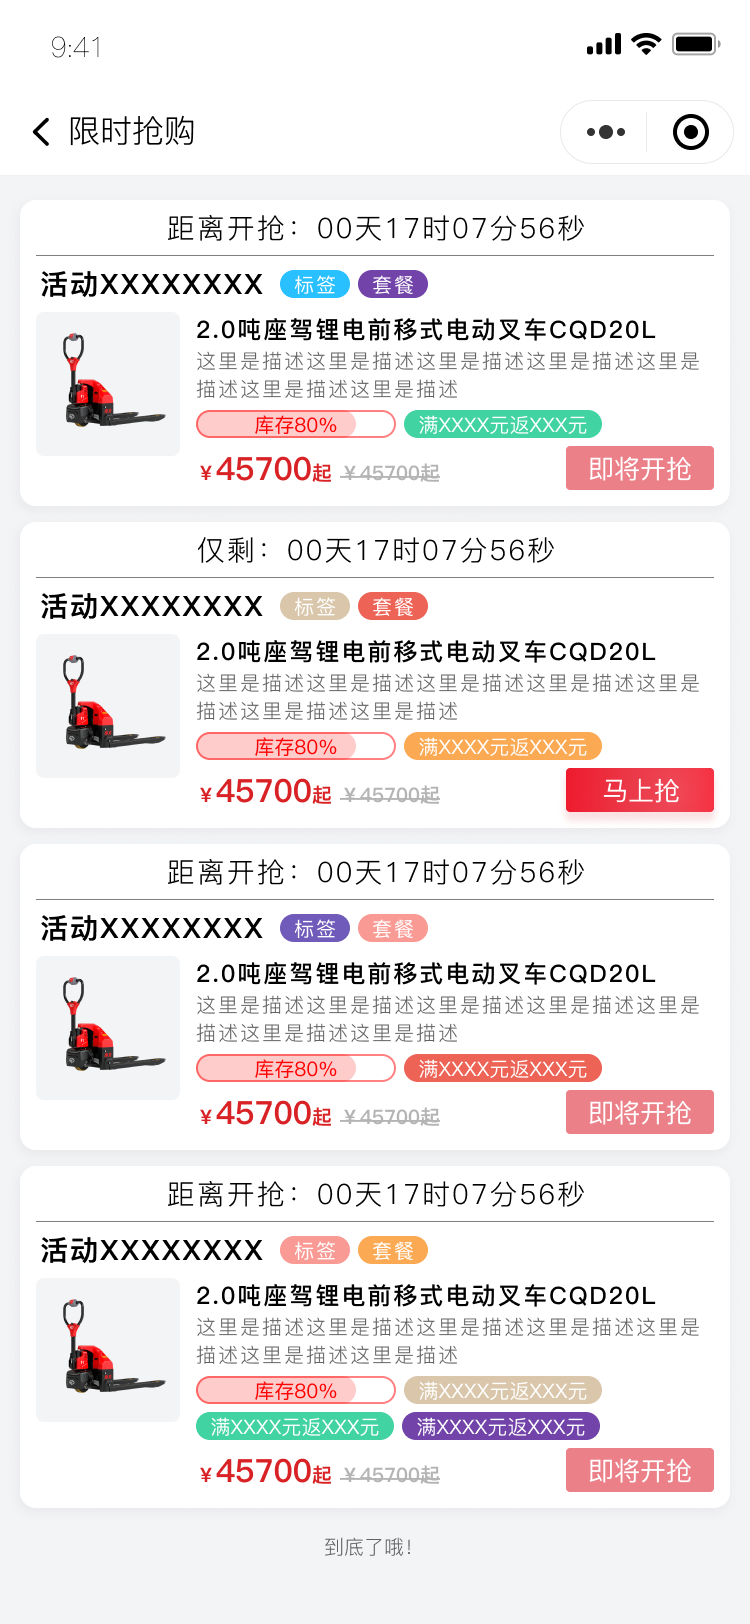 9:41
限时抢购
距离开抢：00天17时07分56秒
活动XXXXXXXX 标签 套餐
2.0吨座驾锂电前移式电动叉车CQD20L
这里是描述这里是描述这里是描述这里是描述这里是
描述这里是描述这里是描述
库存80% 满XXXX元返XXX元
¥45700起 ¥45700起 即将开抢
仅剩：00天17时07分56秒
活动XXXXXXXX 标签 套餐
2.0吨座驾锂电前移式电动叉车CQD20L
这里是描述这里是描述这里是描述这里是描述这里是
描述这里是描述这里是描述
库存80% 满XXXX元返XXX元
¥45700起 ¥45700起 马上抢
距离开抢：00天17时07分56秒
活动XXXXXXXX 标签 套餐
2.0吨座驾锂电前移式电动叉车CQD20L
这里是描述这里是描述这里是描述这里是描述这里是
描述这里是描述这里是描述
库存80% 满XXXX元返XXX元
¥45700起 ¥45700起 即将开抢
距离开抢：00天17时07分56秒
活动XXXXXXXX 标签 套餐
2.0吨座驾锂电前移式电动叉车CQD20L
这里是描述这里是描述这里是描述这里是描述这里是
描述这里是描述这里是描述
库存80% 满XXXX元返XXX元
满XXXX元返XXX元 满XXXX元返XXX元
¥45700起 ¥45700起 即将开抢
到底了哦！